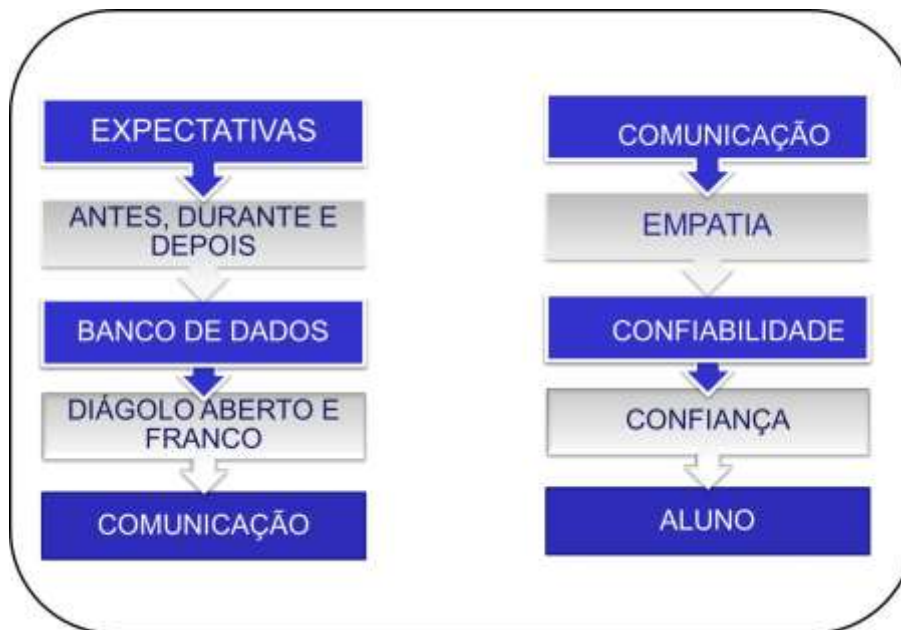 EXPECTATIVAS
ANTES, DURANTE E
DEPOIS
BANCO DE DADOS
DIÁGOLO ABERTO E
FRANCO
COMUNICAÇÃO
COMUNICAÇÃO
EMPATIA
CONFIABILIDADE
CONFIANÇA
ALUNO